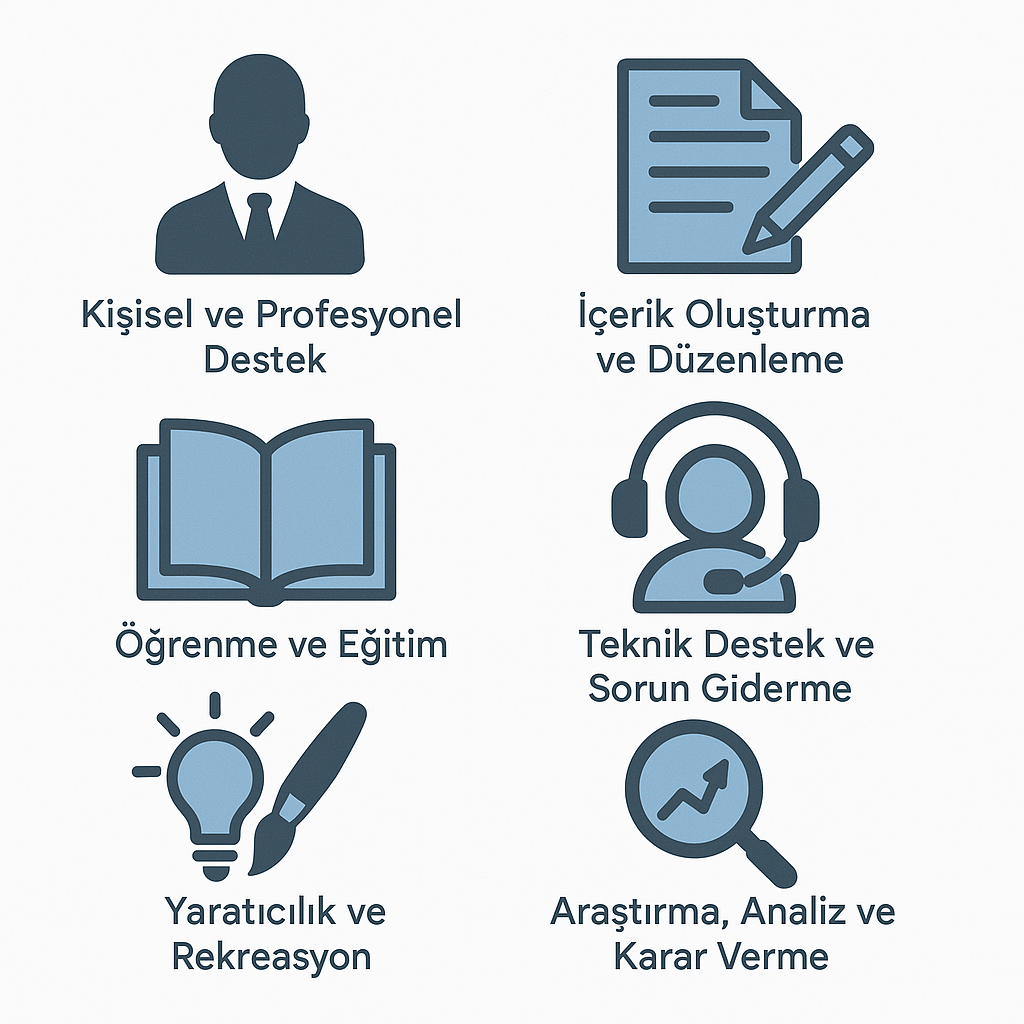 Kişisel ve Profesyonel
Destek
İçerik Oluşturma
ve Düzenleme
Öğrenme ve Eğitim
Teknik Destek ve
Sorun Giderme
Yaratıcılık ve
Rekreasyon
Araştırma, Analiz ve
Karar Verme